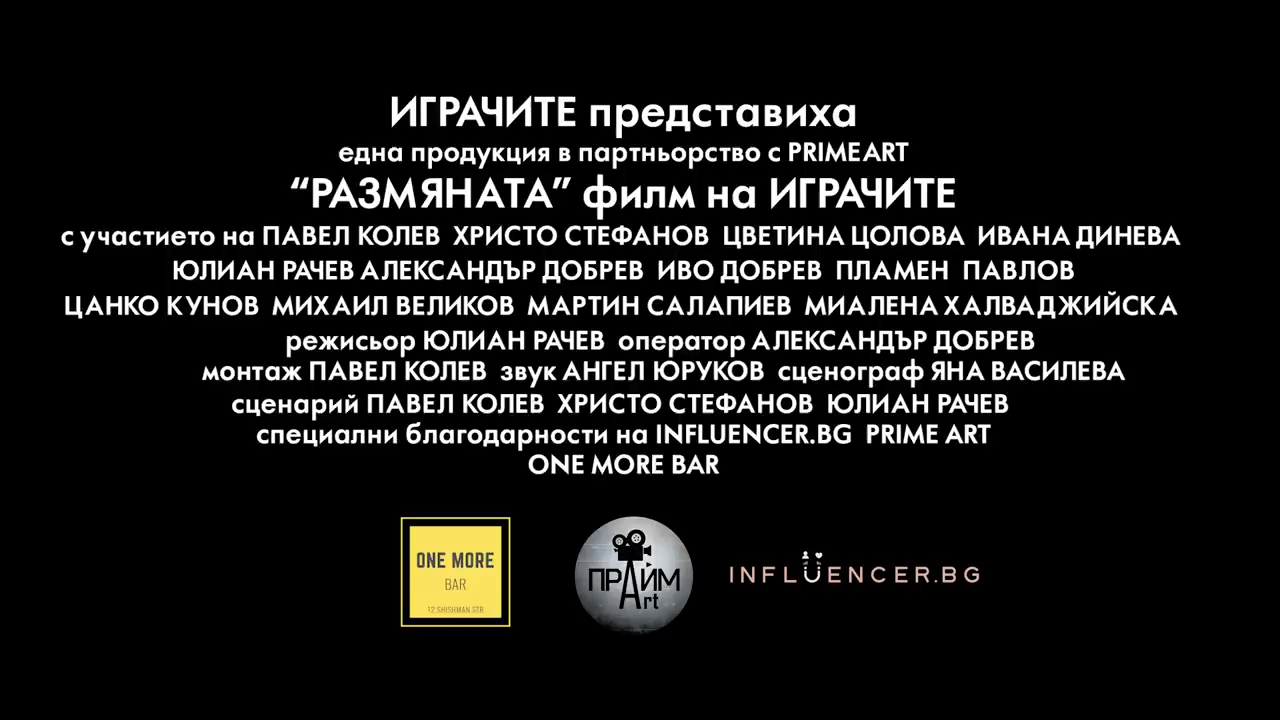 ИГРАЧИТЕ представиха
една продукция в партньорство с PRIMEART
“РАЗМЯНАТА” филм на ИГРАЧИТЕ
с участието на ПАВЕЛ КОЛЕВ ХРИСТО СТЕФАНОВ ЦВЕТИНА ЦОЛОВА ИВАНА ДИНЕВА
ЮЛИАН РАЧЕВ АЛЕКСАНДЪР ДОБРЕВ ИВО ДОБРЕВ ПЛАМЕН ПАВЛОВ
ЦАНКО КУНОВ МИХАИЛ ВЕЛИКОВ МАРТИН САЛАПИЕВ МИАЛЕНА ХАЛВАДЖИЙСКА
режисьор ЮЛИАН РАЧЕВ оператор АЛЕКСАНДЪР ДОБРЕВ
монтаж ПАВЕЛ КОЛЕВ звук АНГЕЛ ЮРУКОВ сценограф ЯНА ВАСИЛЕВА
сценарий ПАВЕЛ КОЛЕВ ХРИСТО СТЕФАНОВ ЮЛИАН РАЧЕВ
специални благодарности на INFLUENCER.BG PRIME ART
ONE MORE BAR
ONE MORE
BAR
12.SHISHMAN.STR
ПРАЙМ
Art
INFLUENCER.BG